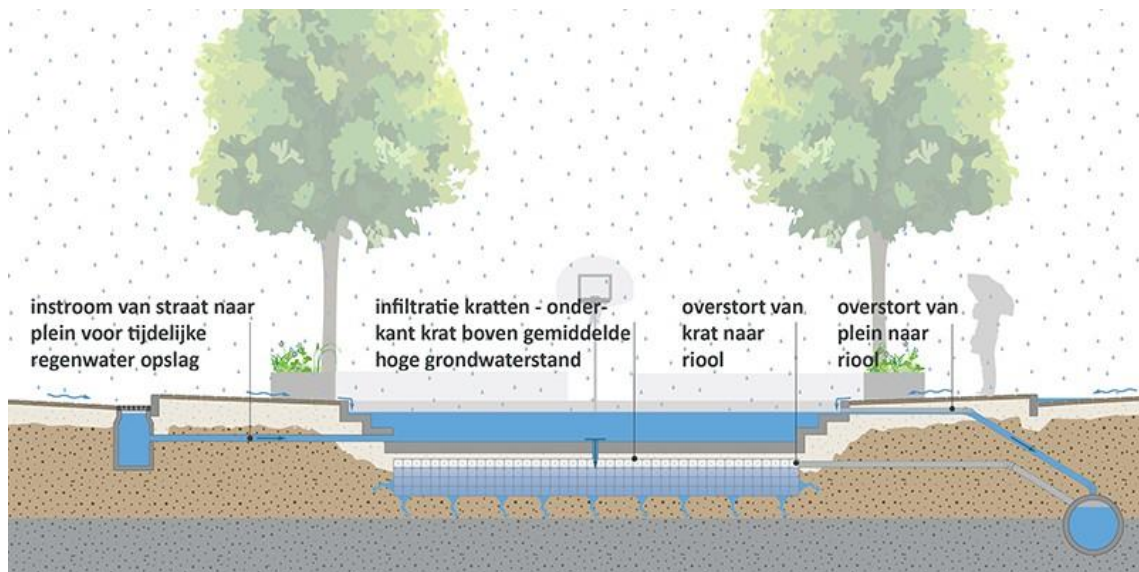 instroom van straat naar
plein voor tijdelijke
regenwater opslag
infiltratie kratten - onder-
kant krat boven gemiddelde
hoge grondwaterstand
overstort van
krat naar
riool
overstort van
plein naar
riool